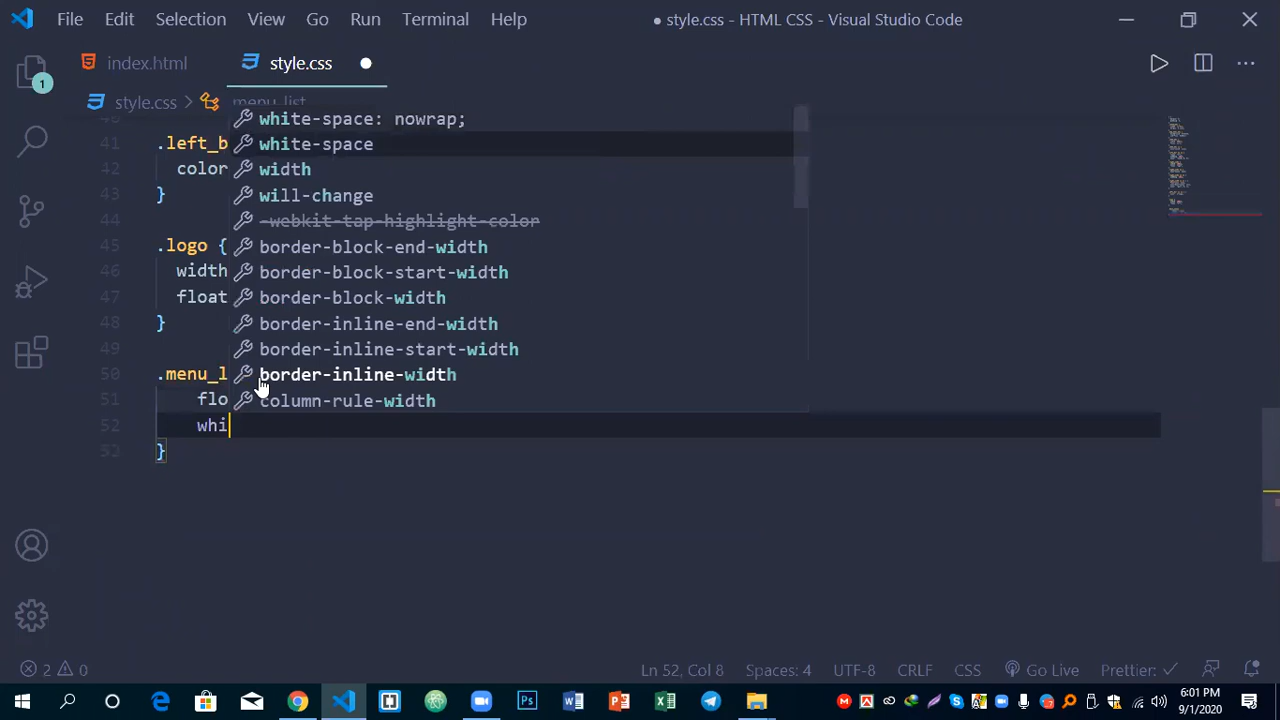 File Edit Selection View Go Run Terminal Help
● style.css - HTML CSS - Visual Studio Code
index.html
style.css
style.css > menu_list
40
41 .left_b
42 color
43 }
44
45 .logo {
46 width
47 float
48 }
49
50 .menu_l
51 flo
52 whi
53 }
white-space: nowrap;
white-space
width
will-change
-webkit-tap-highlight-color
border-block-end-width
border-block-start-width
border-block-width
border-inline-end-width
border-inline-start-width
border-inline-width
column-rule-width
1
2 0
Ln 52, Col 8
Spaces: 4
UTF-8
CRLF
CSS
Go Live
Prettier: ✓
6:01 PM
9/1/2020